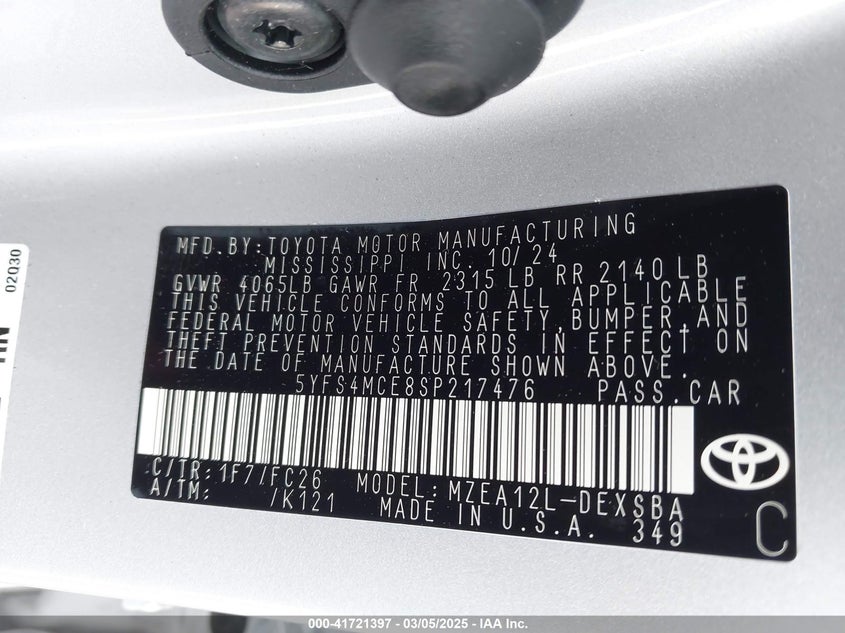 MFD. BY: TOYOTA MOTOR MANUFACTURING
MISSISSIPPI INC. 10/24
GVWR 4065LB GAWR FR 2315 LB RR 2140 LB
THIS VEHICLE CONFORMS TO ALL APPLICABLE
FEDERAL MOTOR VEHICLE SAFETY, BUMPER, AND
THEFT PREVENTION STANDARDS IN EFFECT ON
THE DATE OF MANUFACTURE SHOWN ABOVE.
5YFS4MCE8SP217476 PASS. CAR
C/TR: 1F7/FC26 MODEL: MZEA12L-DEXSBA
A/TM: /K121 MADE IN U.S.A. 349
C
02030
000-41721397 - 03/05/2025 - IAA Inc.